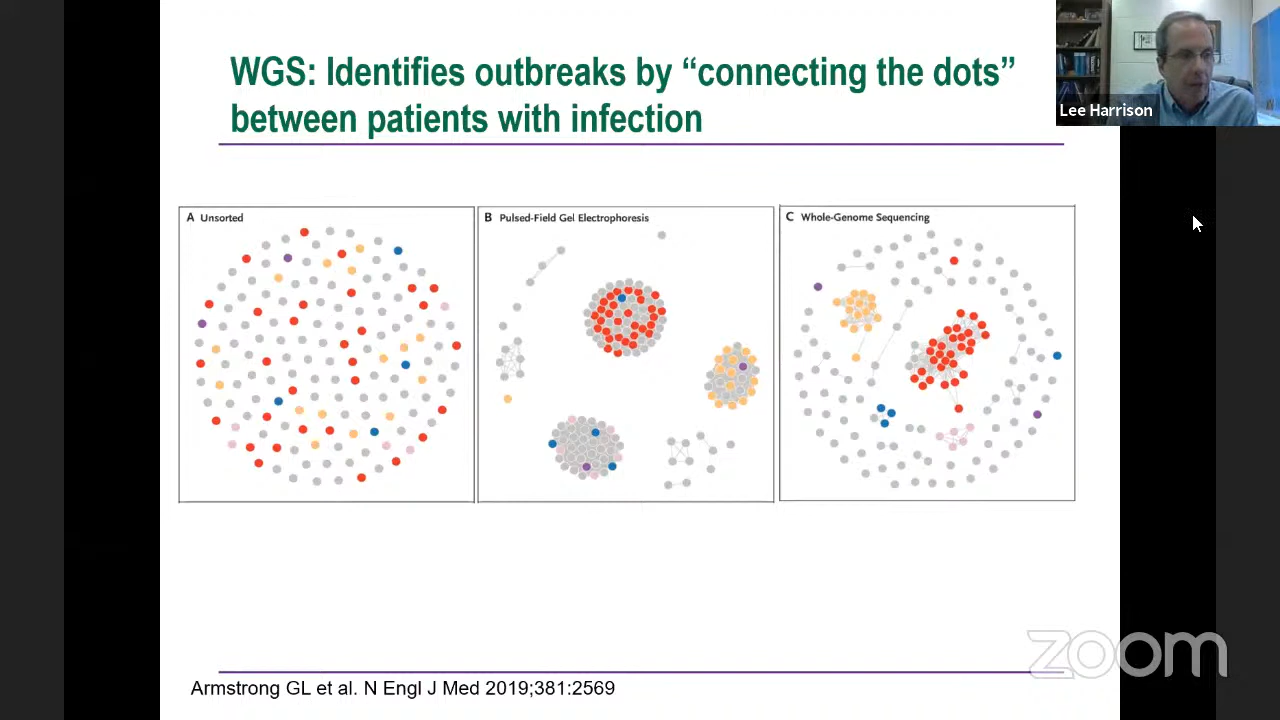 WGS: Identifies outbreaks by “connecting the dots”
between patients with infection
Lee Harrison
A Unsorted
B Pulsed-Field Gel Electrophoresis
C Whole-Genome Sequencing
zoom
Armstrong GL et al. N Engl J Med 2019;381:2569